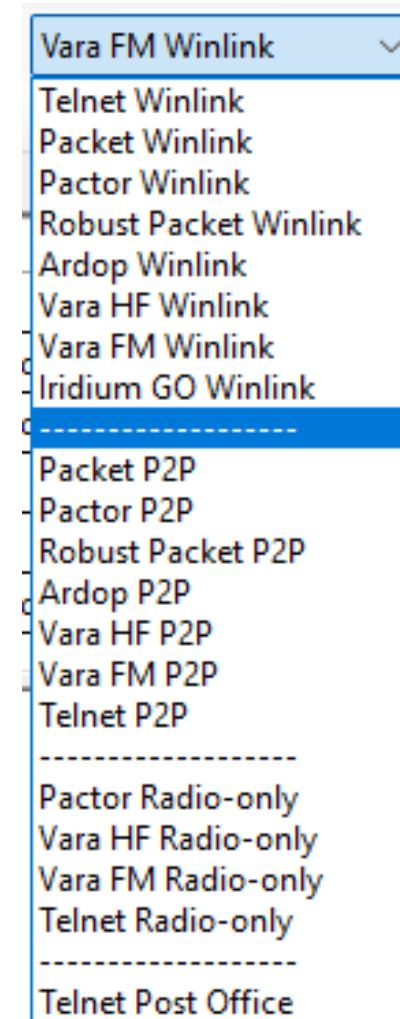 Vara FM Winlink
Telnet Winlink
Packet Winlink
Pactor Winlink
Robust Packet Winlink
Ardop Winlink
Vara HF Winlink
Vara FM Winlink
Iridium GO Winlink
-------------------
Packet P2P
Pactor P2P
Robust Packet P2P
Ardop P2P
Vara HF P2P
Vara FM P2P
Telnet P2P
-------------------
Pactor Radio-only
Vara HF Radio-only
Vara FM Radio-only
Telnet Radio-only
-------------------
Telnet Post Office